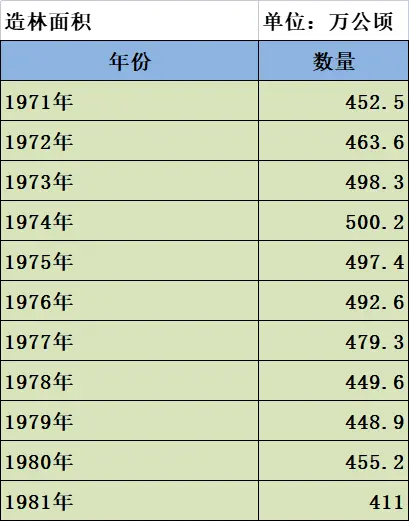 造林面积 单位：万公顷
年份 数量
1971年 452.5
1972年 463.6
1973年 498.3
1974年 500.2
1975年 497.4
1976年 492.6
1977年 479.3
1978年 449.6
1979年 448.9
1980年 455.2
1981年 411